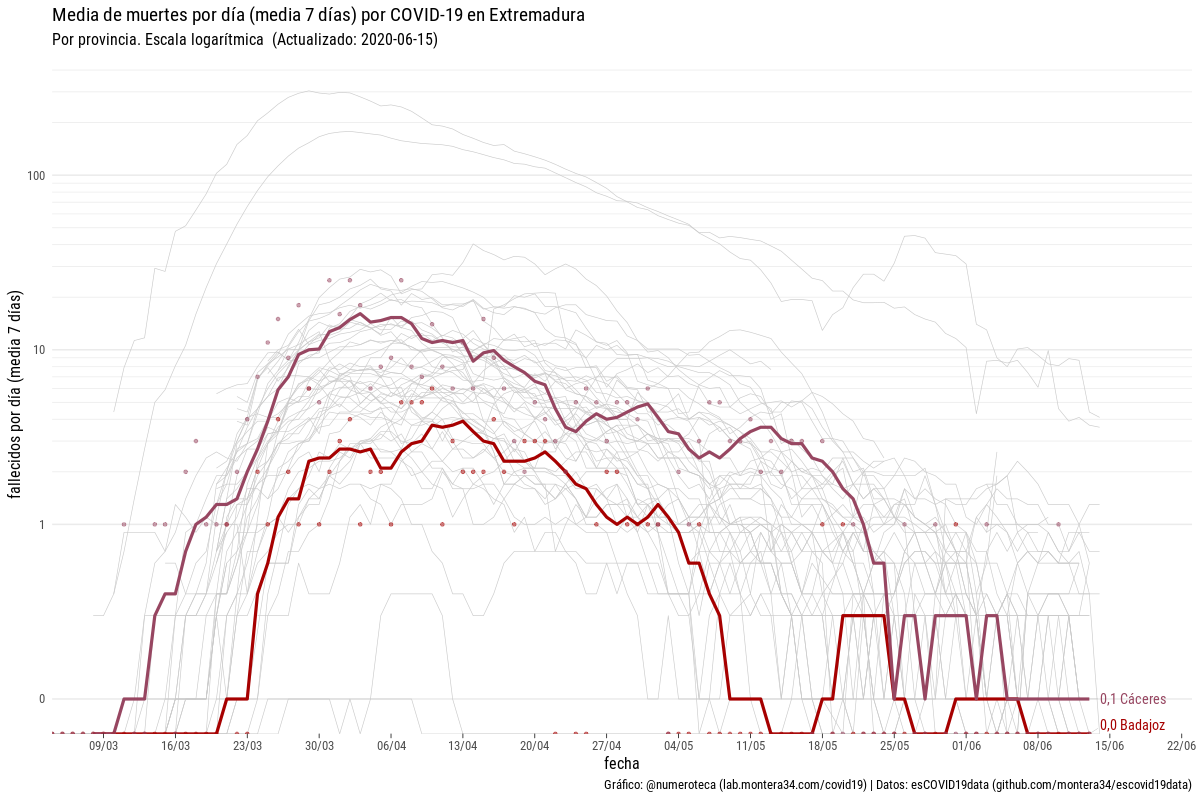 Media de muertes por día (media 7 días) por COVID-19 en Extremadura
Por provincia. Escala logarítmica (Actualizado: 2020-06-15)
fallecidos por día (media 7 días)
100
10
1
0
0,1 Cáceres
0,0 Badajoz
09/03 16/03 23/03 30/03 06/04 13/04 20/04 27/04 04/05 11/05 18/05 25/05 01/06 08/06 15/06 22/06
fecha
Gráfico: @numeroteca (lab.montera34.com/covid19) | Datos: esCOVID19data (github.com/montera34/escovid19data)